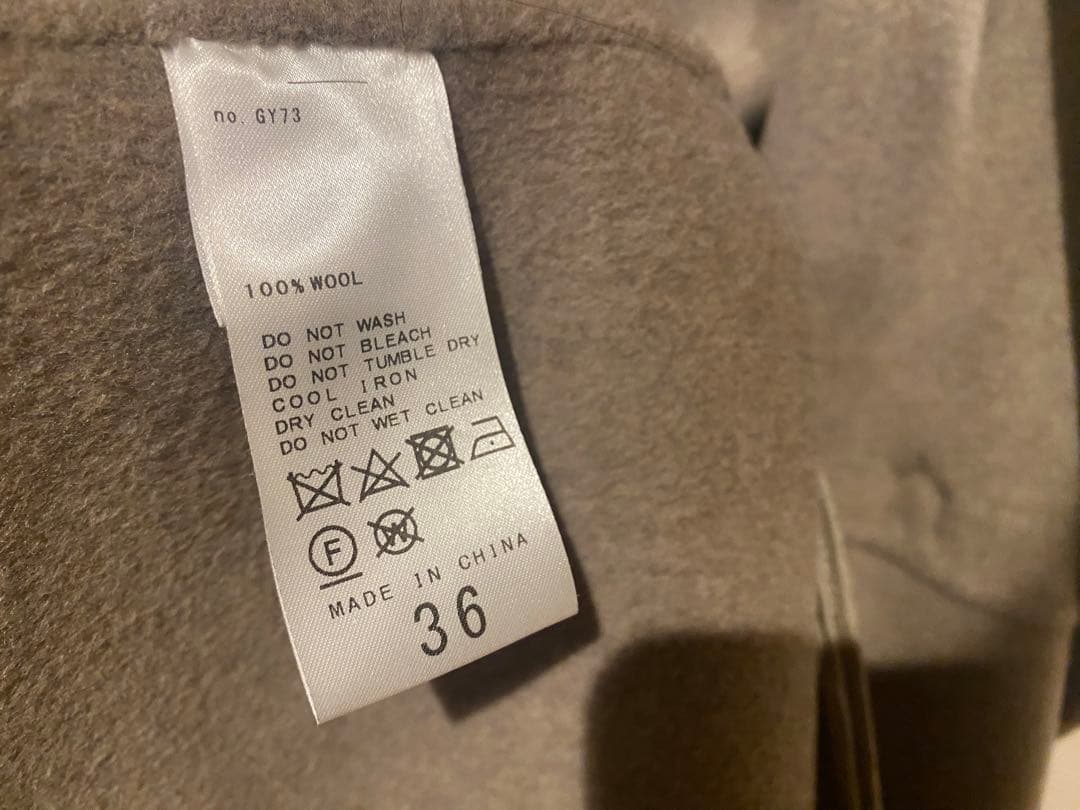 no. GY73
100% WOOL
DO NOT WASH
DO NOT BLEACH
DO NOT TUMBLE DRY
COOL IRON
DRY CLEAN
DO NOT WET CLEAN
F W
MADE IN CHINA
36